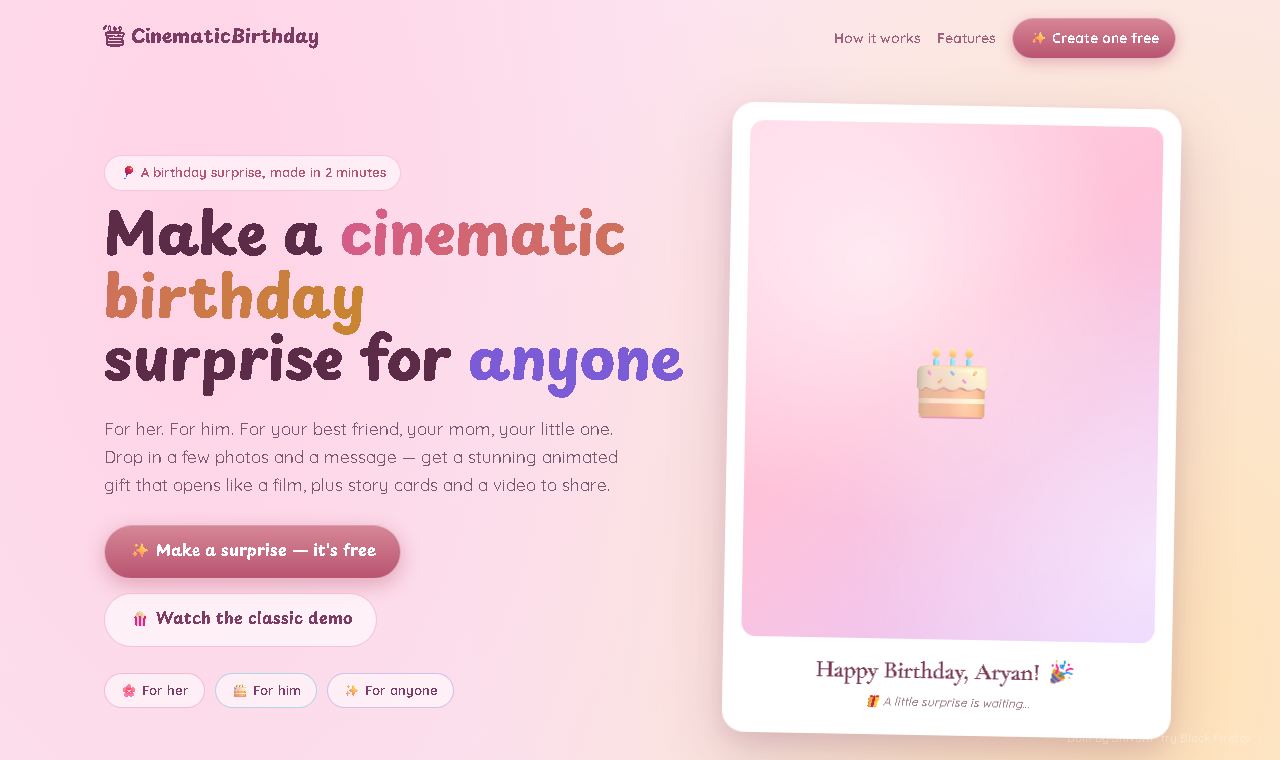 CinematicBirthday
How it works
Features
✨ Create one free
🎈 A birthday surprise, made in 2 minutes
Make a cinematic
birthday
surprise for anyone
For her. For him. For your best friend, your mom, your little one.
Drop in a few photos and a message — get a stunning animated
gift that opens like a film, plus story cards and a video to share.
✨ Make a surprise — it's free
🍿 Watch the classic demo
🌸 For her
🎂 For him
✨ For anyone
Happy Birthday, Aryan! 🎉
🎁 A little surprise is waiting...